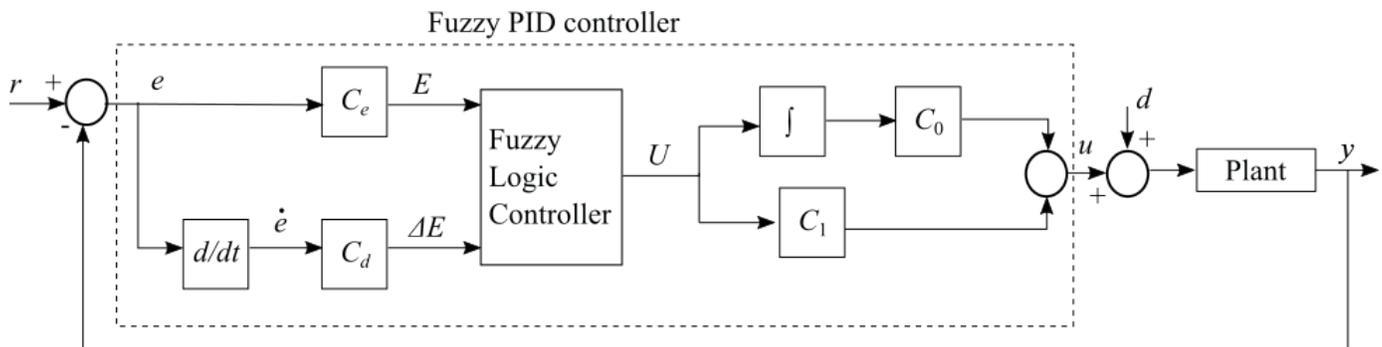 Fuzzy PID controller
r + e
C_e
E
Fuzzy
Logic
Controller
U
∫
C_0
d
+
u
+
Plant
y
-
d/dt
ė
C_d
ΔE
C_1